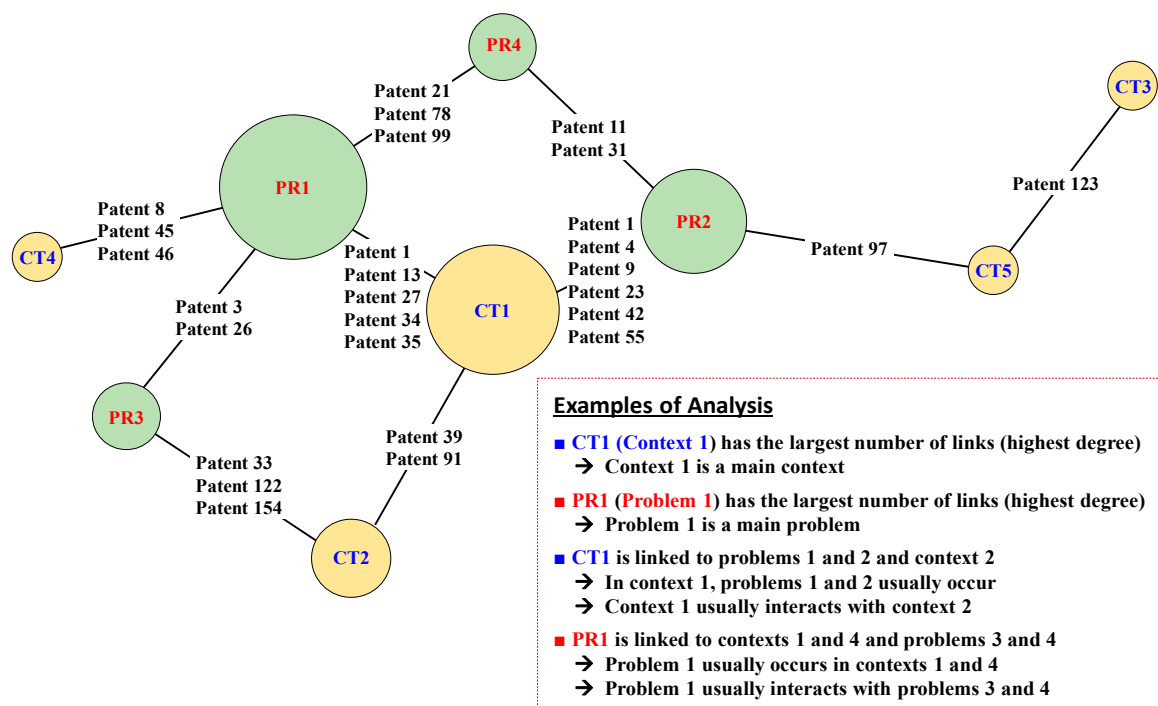 PR4
CT3
Patent 21
Patent 78
Patent 99
Patent 11
Patent 31
PR1
Patent 123
Patent 8
Patent 45
Patent 46
CT4
Patent 1
Patent 13
Patent 27
Patent 34
Patent 35
CT1
Patent 1
Patent 4
Patent 9
Patent 23
Patent 42
Patent 55
PR2
Patent 97
CT5
Patent 3
Patent 26
PR3
Patent 39
Patent 91
Patent 33
Patent 122
Patent 154
CT2
Examples of Analysis
■ CT1 (Context 1) has the largest number of links (highest degree)
→ Context 1 is a main context
■ PR1 (Problem 1) has the largest number of links (highest degree)
→ Problem 1 is a main problem
■ CT1 is linked to problems 1 and 2 and context 2
→ In context 1, problems 1 and 2 usually occur
→ Context 1 usually interacts with context 2
■ PR1 is linked to contexts 1 and 4 and problems 3 and 4
→ Problem 1 usually occurs in contexts 1 and 4
→ Problem 1 usually interacts with problems 3 and 4